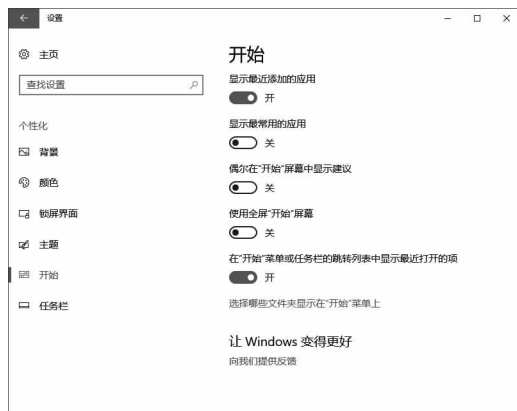 设置
主页
查找设置
个性化
背景
颜色
锁屏界面
主题
开始
任务栏
开始
显示最近添加的应用
开
显示最常用的应用
关
偶尔在"开始"屏幕中显示建议
关
使用全屏"开始"屏幕
关
在"开始"菜单或任务栏的跳转列表中显示最近打开的项
开
选择哪些文件夹显示在"开始"菜单上
让 Windows 变得更好
向我们提供反馈